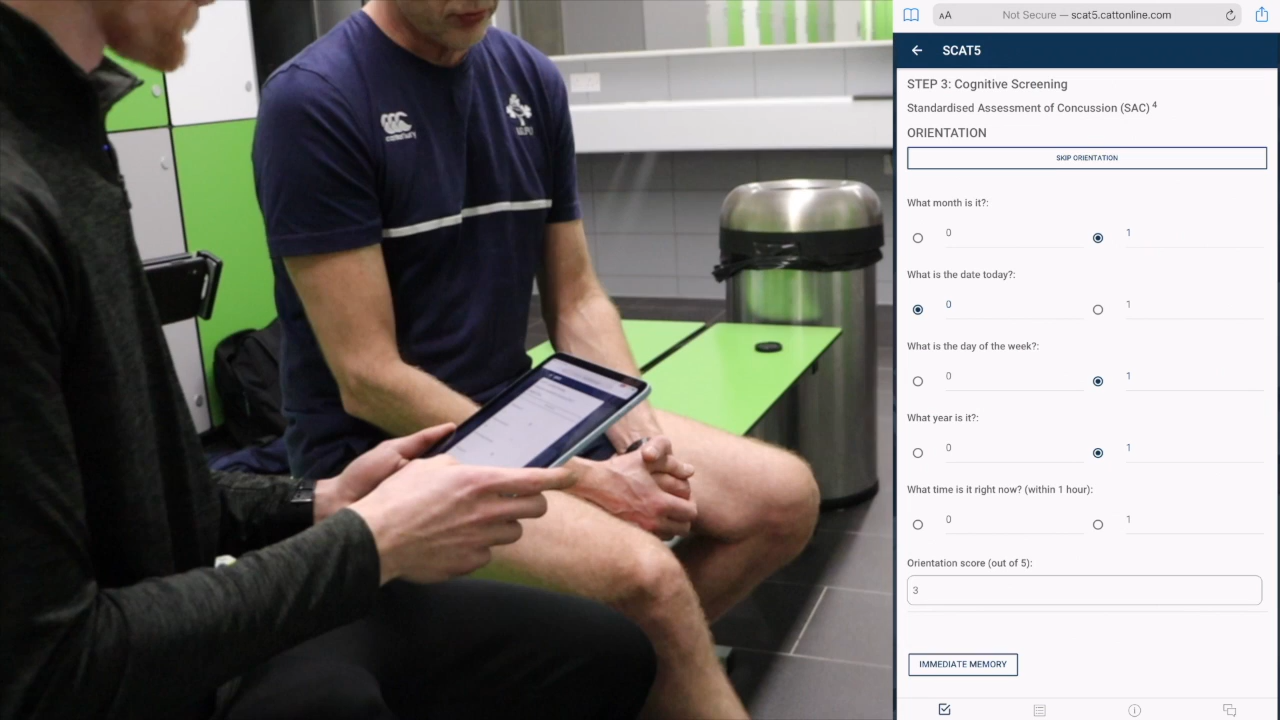 AA Not Secure — scat5.cattonline.com
SCAT5
STEP 3: Cognitive Screening
Standardised Assessment of Concussion (SAC) 4
ORIENTATION
SKIP ORIENTATION
What month is it?:
0 1
What is the date today?:
0 1
What is the day of the week?:
0 1
What year is it?:
0 1
What time is it right now? (within 1 hour):
0 1
Orientation score (out of 5):
3
IMMEDIATE MEMORY
canterbury